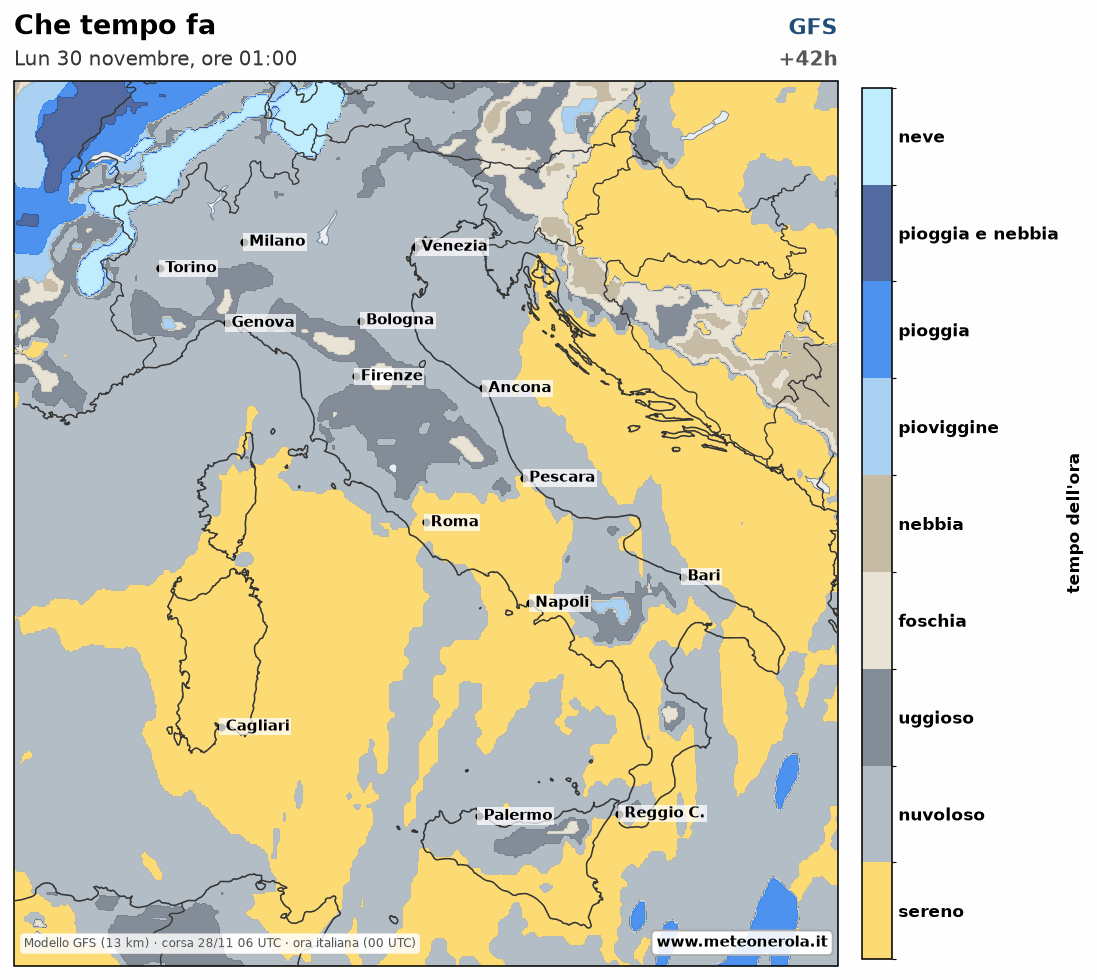 Che tempo fa
GFS
Lun 30 novembre, ore 01:00
+42h
Milano
Venezia
Torino
Genova
Bologna
Firenze
Ancona
Pescara
Roma
Bari
Napoli
Cagliari
Palermo
Reggio C.
neve
pioggia e nebbia
pioggia
pioviggine
nebbia
foschia
uggioso
nuvoloso
sereno
tempo dell'ora
Modello GFS (13 km) · corsa 28/11 06 UTC · ora italiana (00 UTC)
www.meteonerola.it